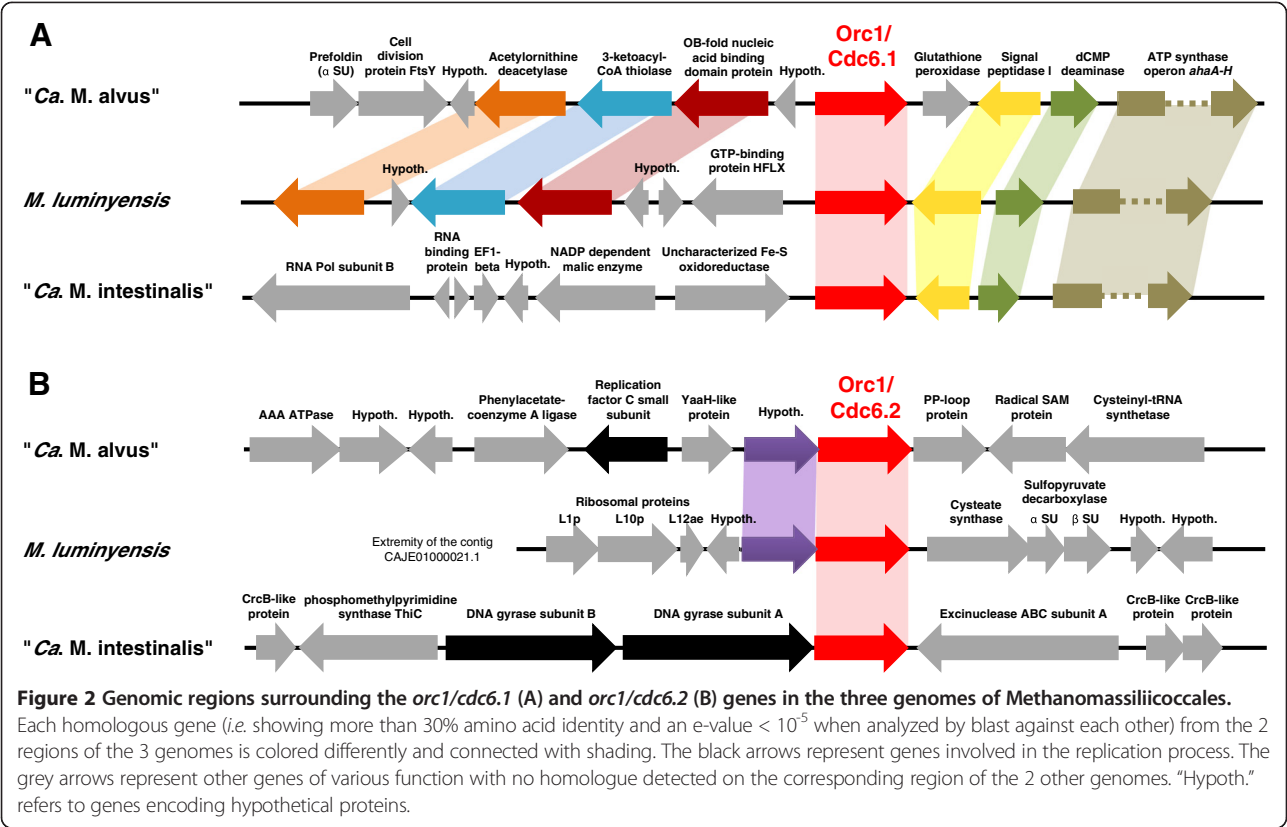 A
Orc1/
Cdc6.1
Prefoldin
(α SU)
Cell
division
protein FtsY
Hypoth.
Acetylornithine
deacetylase
3-ketoacyl-
CoA thiolase
OB-fold nucleic
acid binding
domain protein
Hypoth.
Glutathione
peroxidase
Signal
peptidase I
dCMP
deaminase
ATP synthase
operon ahaA-H
"Ca. M. alvus"
Hypoth.
Hypoth.
GTP-binding
protein HFLX
M. luminyensis
RNA Pol subunit B
RNA
binding
protein
EF1-
beta
Hypoth.
NADP dependent
malic enzyme
Uncharacterized Fe-S
oxidoreductase
"Ca. M. intestinalis"
B
Orc1/
Cdc6.2
AAA ATPase
Hypoth.
Hypoth.
Phenylacetate-
coenzyme A ligase
Replication
factor C small
subunit
YaaH-like
protein
Hypoth.
PP-loop
protein
Radical SAM
protein
Cysteinyl-tRNA
synthetase
"Ca. M. alvus"
Ribosomal proteins
L1p
L10p
L12ae
Hypoth.
Cysteate
synthase
Sulfopyruvate
decarboxylase
α SU
β SU
Hypoth.
Hypoth.
M. luminyensis
Extremity of the contig
CAJE01000021.1
CrcB-like
protein
phosphomethylpyrimidine
synthase ThiC
DNA gyrase subunit B
DNA gyrase subunit A
Excinuclease ABC subunit A
CrcB-like
protein
CrcB-like
protein
"Ca. M. intestinalis"
Figure 2 Genomic regions surrounding the orc1/cdc6.1 (A) and orc1/cdc6.2 (B) genes in the three genomes of Methanomassiliicoccales.
Each homologous gene (i.e. showing more than 30% amino acid identity and an e-value < 10⁻⁵ when analyzed by blast against each other) from the 2
regions of the 3 genomes is colored differently and connected with shading. The black arrows represent genes involved in the replication process. The
grey arrows represent other genes of various function with no homologue detected on the corresponding region of the 2 other genomes. "Hypoth."
refers to genes encoding hypothetical proteins.